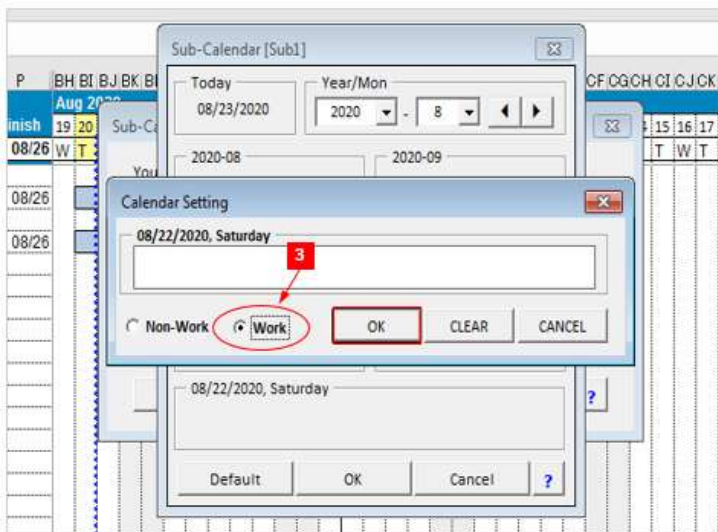 Sub-Calendar [Sub1]
P BH BI BJ BK CF CG CH CI CJ CK
Today
08/23/2020
Year/Mon
2020 - 8
Aug
inish 19 20 15 16 17
Sub-Ca
08/26 W T T W T
2020-08 2020-09
You
08/26
Calendar Setting
08/22/2020, Saturday
3
08/26
Non-Work Work OK CLEAR CANCEL
08/22/2020, Saturday
?
Default OK Cancel ?